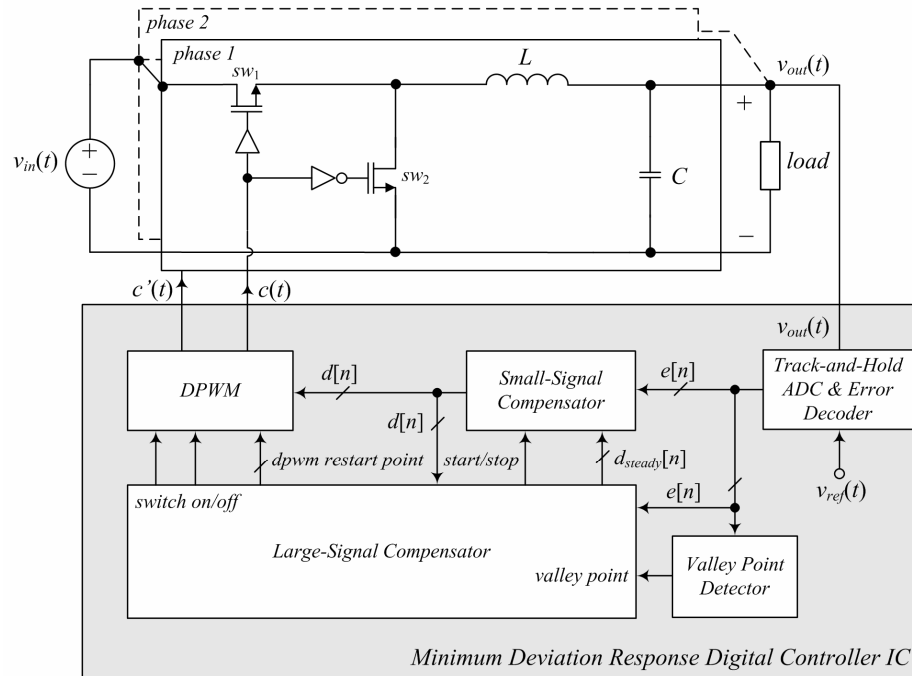 phase 2
phase 1
sw1
L
vout(t)
+
vin(t)
+
−
sw2
C
load
−
c’(t)
c(t)
vout(t)
DPWM
d[n]
Small-Signal
Compensator
e[n]
Track-and-Hold
ADC & Error
Decoder
d[n]
dpwm restart point
start/stop
dsteady[n]
switch on/off
e[n]
vref(t)
Large-Signal Compensator
valley point
Valley Point
Detector
Minimum Deviation Response Digital Controller IC